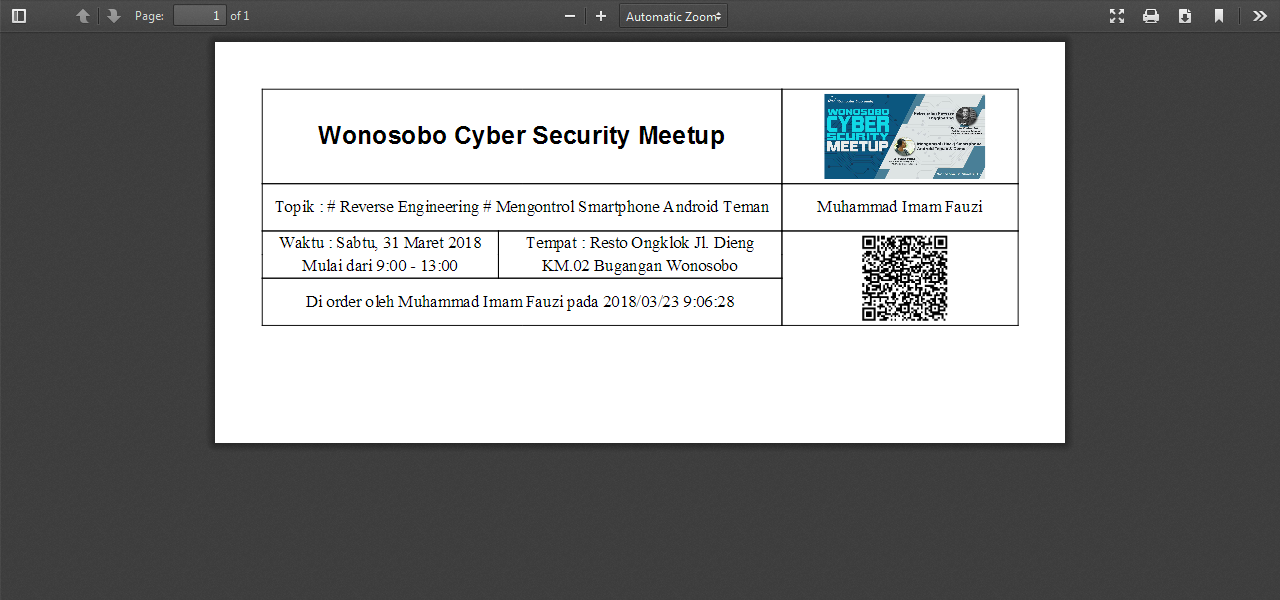 Page: 1 of 1
Automatic Zoom
Wonosobo Cyber Security Meetup
WONOSOBO
CYBER
SECURITY
MEETUP
Topik : # Reverse Engineering # Mengontrol Smartphone Android Teman
Muhammad Imam Fauzi
Waktu : Sabtu, 31 Maret 2018
Mulai dari 9:00 - 13:00
Tempat : Resto Ongklok Jl. Dieng
KM.02 Bugangan Wonosobo
Di order oleh Muhammad Imam Fauzi pada 2018/03/23 9:06:28